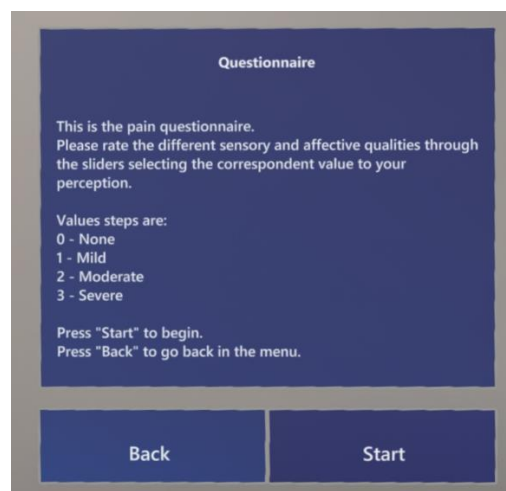 Questionnaire
This is the pain questionnaire.
Please rate the different sensory and affective qualities through
the sliders selecting the correspondent value to your
perception.
Values steps are:
0 - None
1 - Mild
2 - Moderate
3 - Severe
Press "Start" to begin.
Press "Back" to go back in the menu.
Back
Start